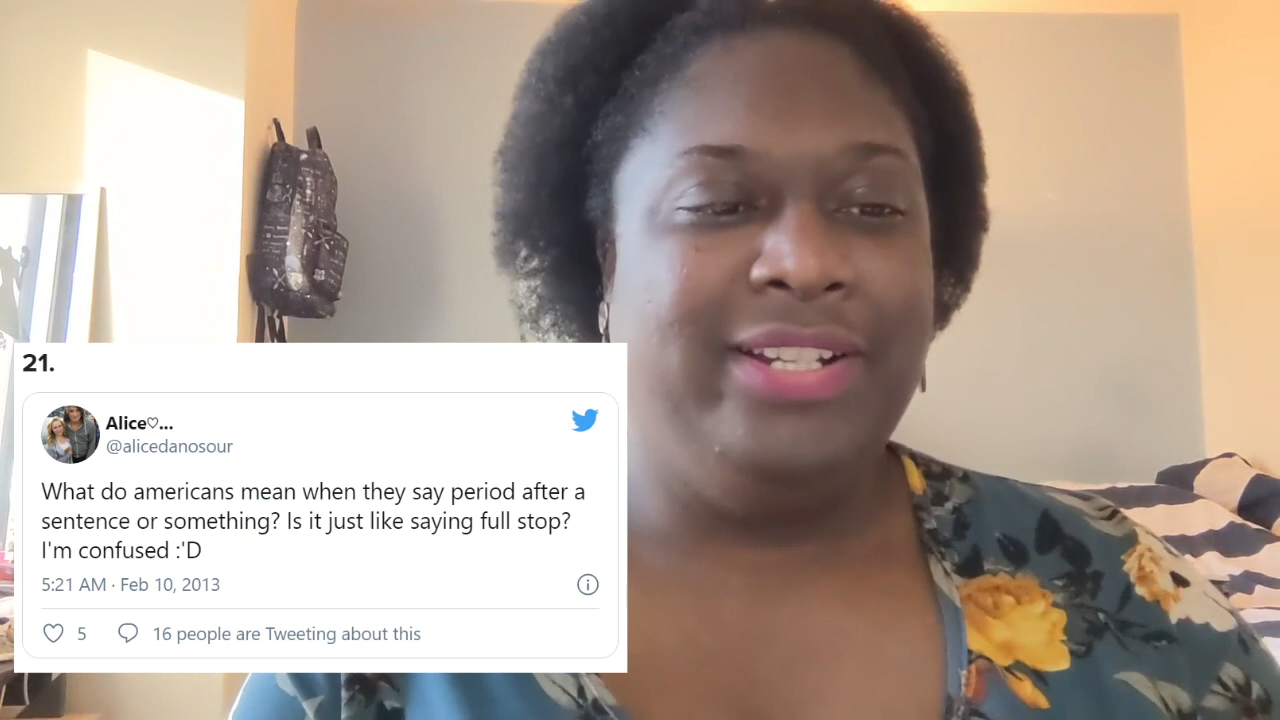 21.
Alice♡...
@alicedanosour
What do americans mean when they say period after a
sentence or something? Is it just like saying full stop?
I'm confused :'D
5:21 AM · Feb 10, 2013
5
16 people are Tweeting about this